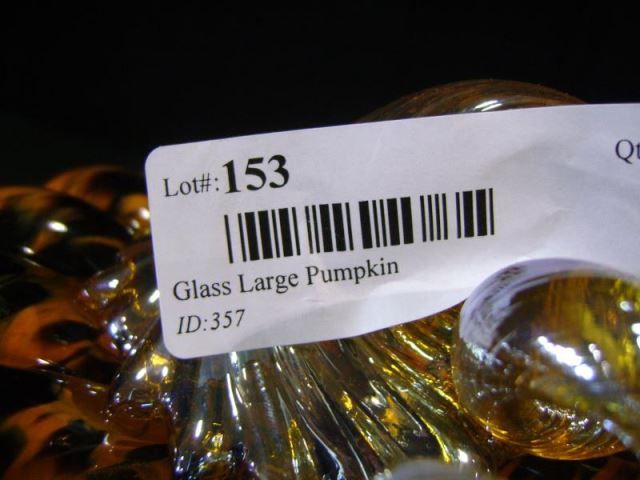 Lot#:153
Glass Large Pumpkin
ID:357